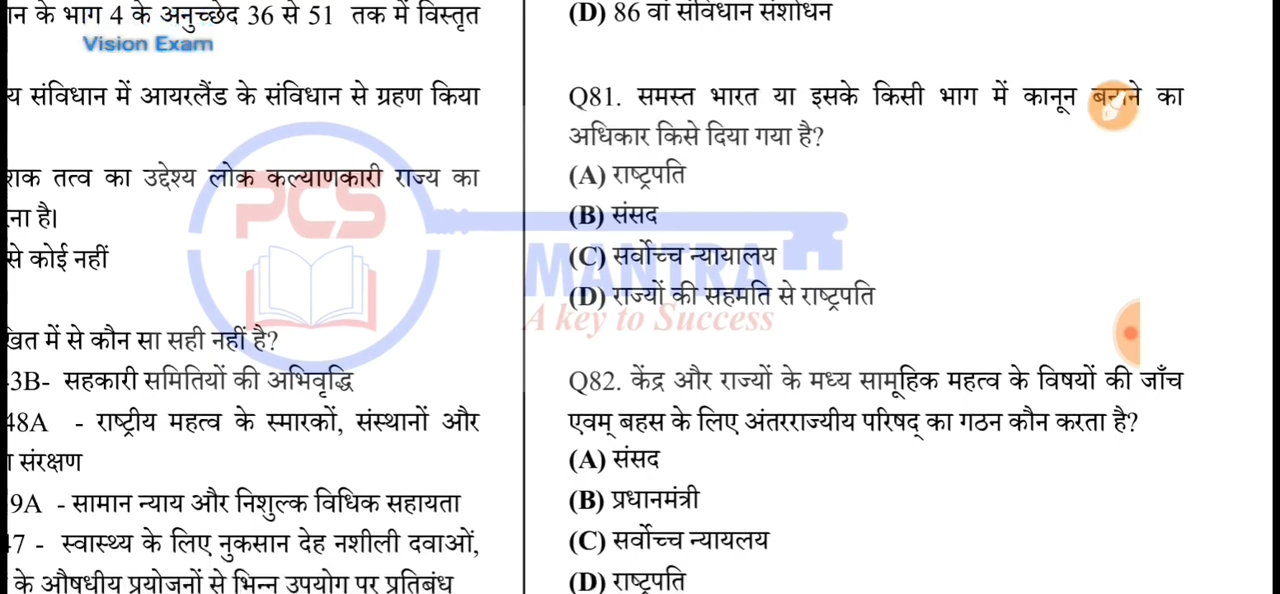 न के भाग 4 के अनुच्छेद 36 से 51 तक में विस्तृत
Vision Exam
य संविधान में आयरलैंड के संविधान से ग्रहण किया
शक तत्व का उद्देश्य लोक कल्याणकारी राज्य का
ना है।
से कोई नहीं
खित में से कौन सा सही नहीं है?
3B- सहकारी समितियों की अभिवृद्धि
48A - राष्ट्रीय महत्व के स्मारकों, संस्थानों और
संरक्षण
9A - सामान न्याय और निशुल्क विधिक सहायता
47 - स्वास्थ्य के लिए नुकसान देह नशीली दवाओं,
के औषधीय प्रयोजनों से भिन्न उपयोग पर प्रतिबंध
(D) 86 वां संविधान संशोधन
Q81. समस्त भारत या इसके किसी भाग में कानून बनाने का
अधिकार किसे दिया गया है?
(A) राष्ट्रपति
(B) संसद
(C) सर्वोच्च न्यायालय
(D) राज्यों की सहमति से राष्ट्रपति
Q82. केंद्र और राज्यों के मध्य सामूहिक महत्व के विषयों की जाँच
एवम् बहस के लिए अंतरराज्यीय परिषद् का गठन कौन करता है?
(A) संसद
(B) प्रधानमंत्री
(C) सर्वोच्च न्यायलय
(D) राष्ट्रपति
PCS
MANTRA
A key to Success